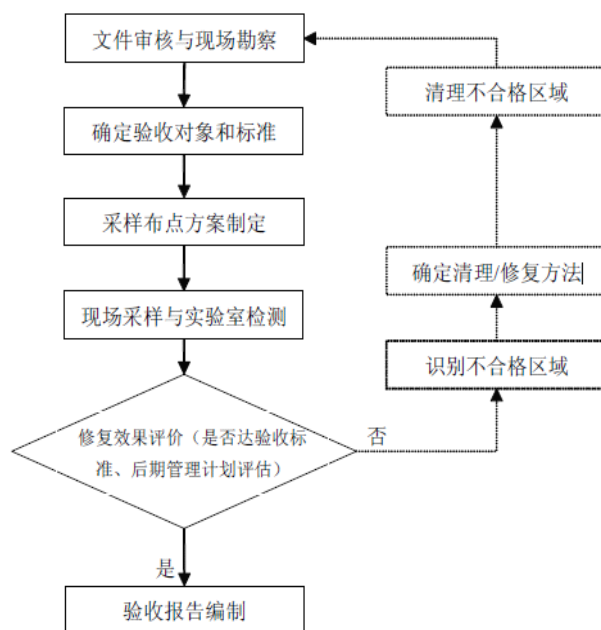 文件审核与现场勘察
清理不合格区域
确定验收对象和标准
采样布点方案制定
确定清理/修复方法
现场采样与实验室检测
识别不合格区域
修复效果评价（是否达验收标
准、后期管理计划评估）
否
是
验收报告编制